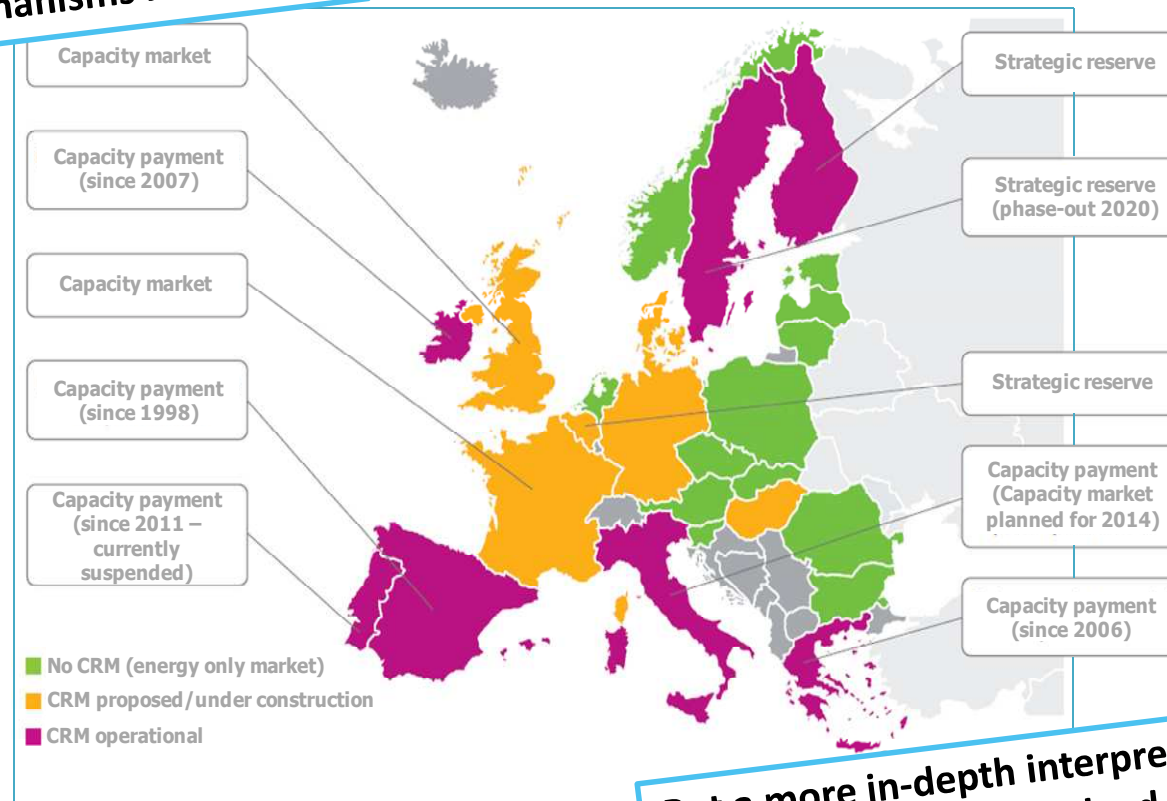 Capacity market
Capacity payment
(since 2007)
Capacity market
Capacity payment
(since 1998)
Capacity payment
(since 2011 –
currently
suspended)
Strategic reserve
Strategic reserve
(phase-out 2020)
Strategic reserve
Capacity payment
(Capacity market
planned for 2014)
Capacity payment
(since 2006)
No CRM (energy only market)
CRM proposed/under construction
CRM operational
more in-depth